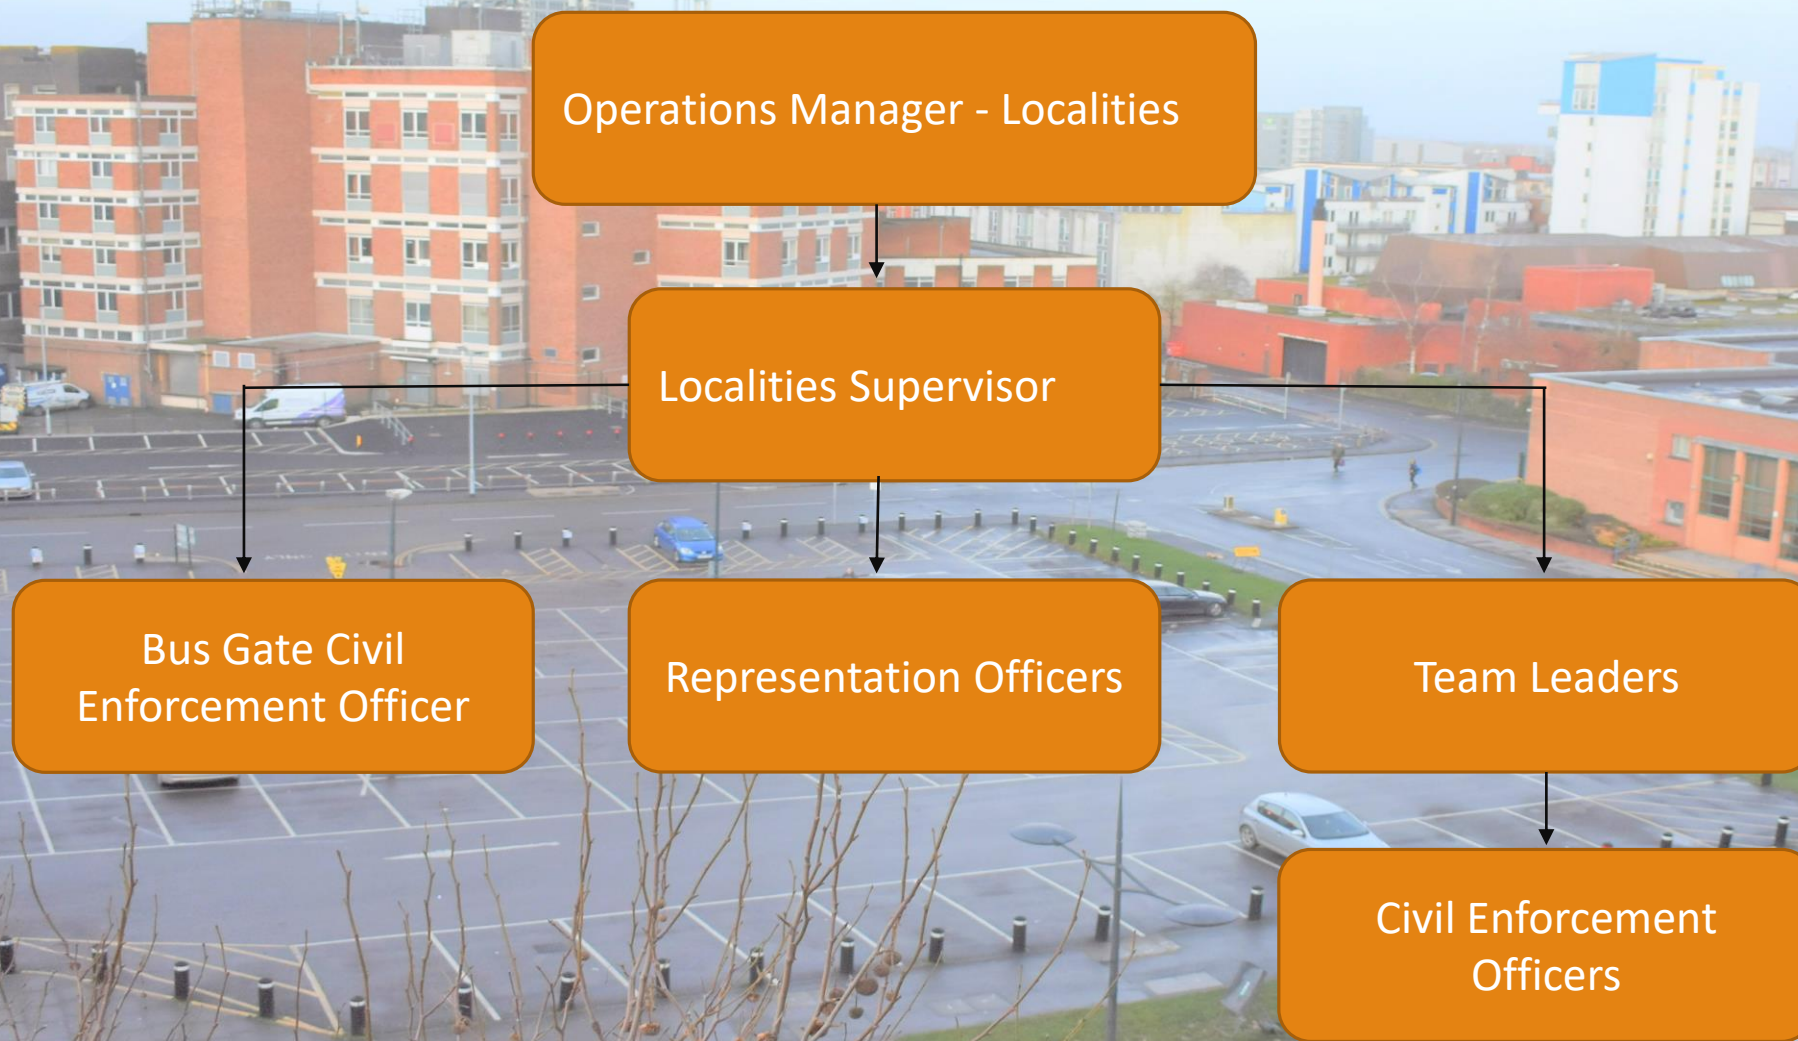 Operations Manager - Localities
Localities Supervisor
Bus Gate Civil
Enforcement Officer
Representation Officers
Team Leaders
Civil Enforcement
Officers